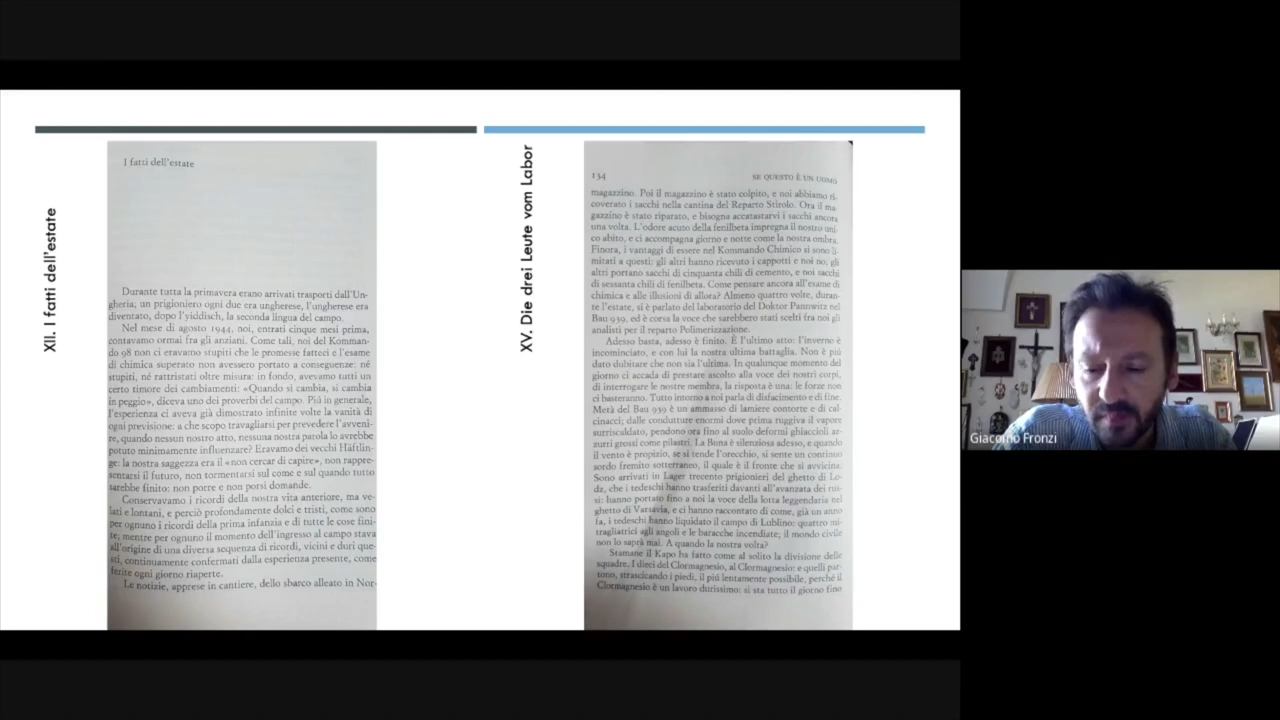 XII. I fatti dell'estate
I fatti dell'estate
Durante tutta la primavera erano arrivati trasporti dall'Un-
gheria; un prigioniero ogni due era ungherese, l'ungherese era
diventato, dopo l'yiddisch, la seconda lingua del campo.
Nel mese di agosto 1944, noi, entrati cinque mesi prima,
contavamo ormai fra gli anziani. Come tali, noi del Komman-
do 98 non ci eravamo stupiti che le promesse fatteci e l'esame
di chimica superato non avessero portato a conseguenze: né
stupiti, né rattristati oltre misura: in fondo, avevamo tutti un
certo timore dei cambiamenti: «Quando si cambia, si cambia
in peggio», diceva uno dei proverbi del campo. Piú in generale,
l'esperienza ci aveva già dimostrato infinite volte la vanità di
ogni previsione: a che scopo travagliarsi per prevedere l'avveni-
re, quando nessun nostro atto, nessuna nostra parola lo avrebbe
potuto minimamente influenzare? Eravamo dei vecchi Häftlin-
ge: la nostra saggezza era il «non cercar di capire», non rappre-
sentarsi il futuro, non tormentarsi sul come e sul quando tutto
sarebbe finito: non porre e non porsi domande.
Conservavamo i ricordi della nostra vita anteriore, ma ve-
lati e lontani, e perciò profondamente dolci e tristi, come sono
per ognuno i ricordi della prima infanzia e di tutte le cose fini-
te; mentre per ognuno il momento dell'ingresso al campo stava
all'origine di una diversa sequenza di ricordi, vicini e duri que-
sti, continuamente confermati dalla esperienza presente, come
ferite ogni giorno riaperte.
Le notizie, apprese in cantiere, dello sbarco alleato in Nor-
XV. Die drei Leute vom Labor
134 SE QUESTO È UN UOMO
magazzino. Poi il magazzino è stato colpito, e noi abbiamo ri-
coverato i sacchi nella cantina del Reparto Stirolo. Ora il ma-
gazzino è stato riparato, e bisogna accatastarvi i sacchi ancora
una volta. L'odore acuto della fenilbeta impregna il nostro uni-
co abito, e ci accompagna giorno e notte come la nostra ombra.
Finora, i vantaggi di essere nel Kommando Chimico si sono li-
mitati a questi: gli altri hanno ricevuto i cappotti e noi no; gli
altri portano sacchi di cinquanta chili di cemento, e noi sacchi
di sessanta chili di fenilbeta. Come pensare ancora all'esame di
chimica e alle illusioni di allora? Almeno quattro volte, duran-
te l'estate, si è parlato del laboratorio del Doktor Pannwitz nel
Bau 939, ed è corsa la voce che sarebbero stati scelti fra noi gli
analisti per il reparto Polimerizzazione.
Adesso basta, adesso è finito. È l'ultimo atto: l'inverno è
incominciato, e con lui la nostra ultima battaglia. Non è piú
dato dubitare che non sia l'ultima. In qualunque momento del
giorno ci accada di prestare ascolto alla voce dei nostri corpi,
di interrogare le nostre membra, la risposta è una: le forze non
ci basteranno. Tutto intorno a noi parla di disfacimento e di fine.
Metà del Bau 939 è un ammasso di lamiere contorte e di cal-
cinacci; dalle condutture enormi dove prima ruggiva il vapore
surriscaldato, pendono ora fino al suolo deformi ghiaccioli az-
zurri grossi come pilastri. La Buna è silenziosa adesso, e quando
il vento è propizio, se si tende l'orecchio, si sente un continuo
sordo fremito sotterraneo, il quale è il fronte che si avvicina.
Sono arrivati in Lager trecento prigionieri del ghetto di Lo-
dz, che i tedeschi hanno trasferiti davanti all'avanzata dei rus-
si: hanno portato fino a noi la voce della lotta leggendaria nel
ghetto di Varsavia, e ci hanno raccontato di come, già un anno
fa, i tedeschi hanno liquidato il campo di Lublino: quattro mi-
tragliatrici agli angoli e le baracche incendiate; il mondo civile
non lo saprà mai. A quando la nostra volta?
Stamane il Kapo ha fatto come al solito la divisione delle
squadre. I dieci del Clormagnesio, al Clormagnesio: e quelli par-
tono, strascicando i piedi, il piú lentamente possibile, perché il
Clormagnesio è un lavoro durissimo: si sta tutto il giorno fino
Giacomo Fronzi